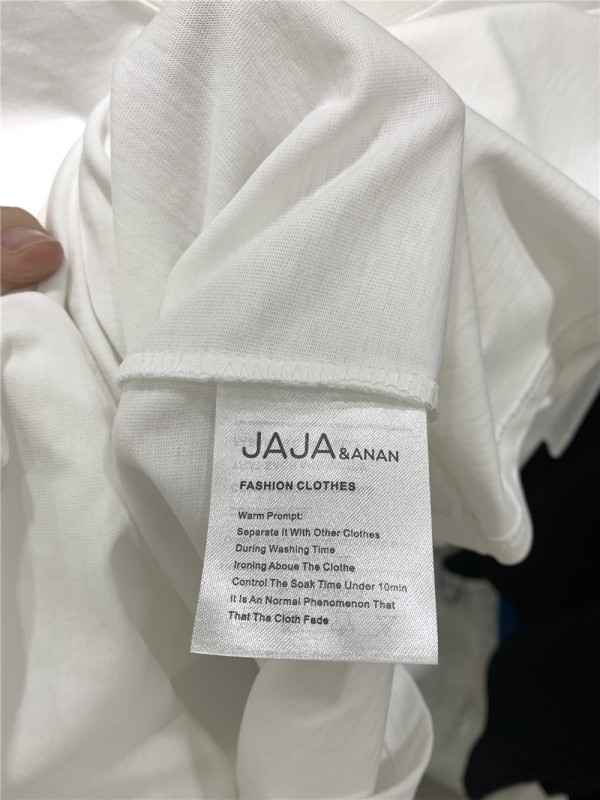 JAJA &ANAN
FASHION CLOTHES
Warm Prompt:
Separate It With Other Clothes
During Washing Time
Ironing Aboue The Clothe
Control The Soak Time Under 10min
It Is An Normal Phenomenon That
That The Cloth Fade